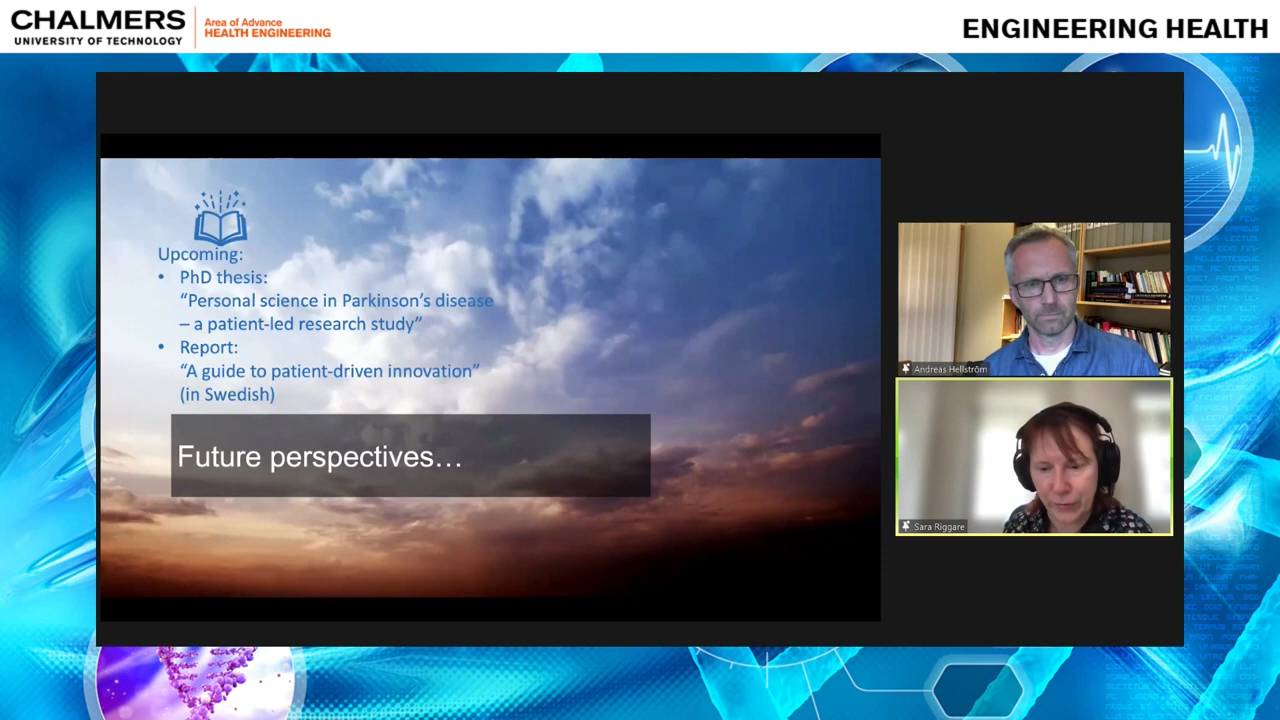 CHALMERS
UNIVERSITY OF TECHNOLOGY
Area of Advance
HEALTH ENGINEERING
ENGINEERING HEALTH
Upcoming:
• PhD thesis:
“Personal science in Parkinson’s disease
– a patient-led research study”
• Report:
“A guide to patient-driven innovation”
(in Swedish)
Future perspectives…
Andreas Hellström
Sara Riggare